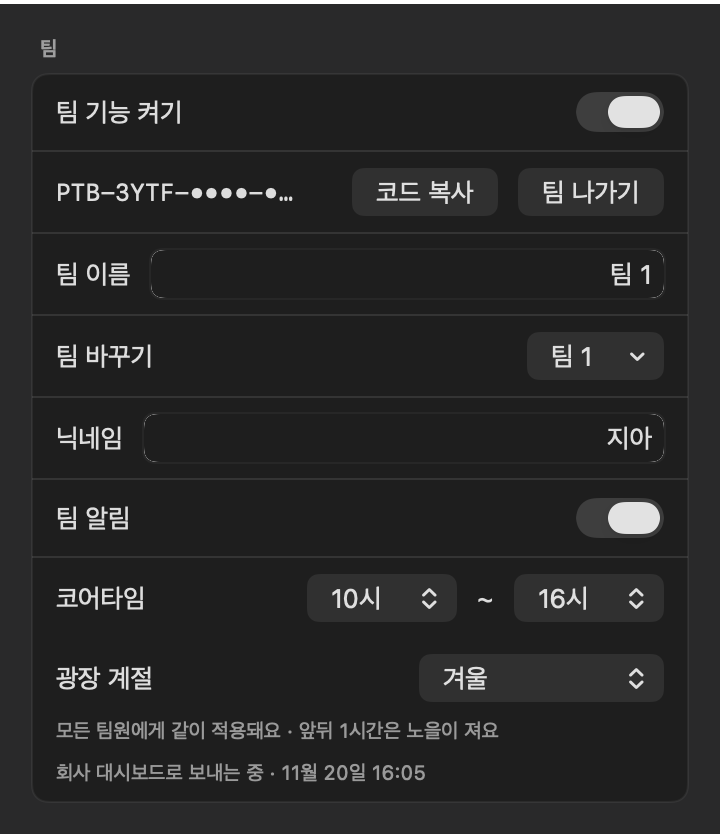 팀
팀 기능 켜기
PTB-3YTF-●●●●-●... 코드 복사 팀 나가기
팀 이름 팀 1
팀 바꾸기 팀 1
닉네임 지아
팀 알림
코어타임 10시 ~ 16시
광장 계절 겨울
모든 팀원에게 같이 적용돼요 · 앞뒤 1시간은 노을이 져요
회사 대시보드로 보내는 중 · 11월 20일 16:05